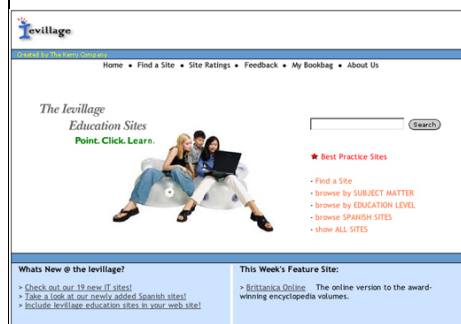 Ievillage
Created by The Kerry Company
Home • Find a Site • Site Ratings • Feedback • My Bookbag • About Us
The Ievillage
Education Sites
Point. Click. Learn.
Search
Best Practice Sites
- Find a Site
- browse by SUBJECT MATTER
- browse by EDUCATION LEVEL
- browse SPANISH SITES
- show ALL SITES
Whats New @ the Ievillage?
> Check out our 19 new IT sites!
> Take a look at our newly added Spanish sites!
> Include Ievillage education sites in your web site!
This Week's Feature Site:
> Brittanica Online The online version to the award-
winning encyclopedia volumes.